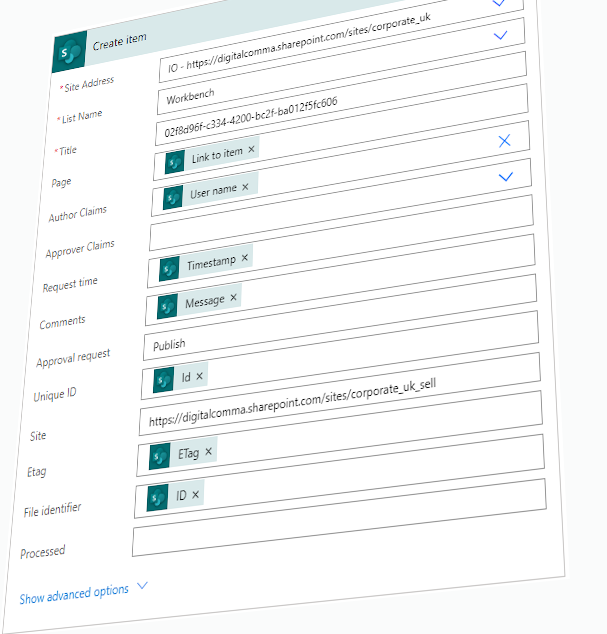 Create item
* Site Address
IO - https://digitalcomma.sharepoint.com/sites/corporate_uk
* List Name
Workbench
* Title
02f8d96f-c334-4200-bc2f-ba012f5fc606
Page
Link to item ×
Author Claims
User name ×
Approver Claims
Request time
Timestamp ×
Comments
Message ×
Approval request
Publish
Unique ID
Id ×
Site
https://digitalcomma.sharepoint.com/sites/corporate_uk_sell
Etag
ETag ×
File identifier
ID ×
Processed
Show advanced options